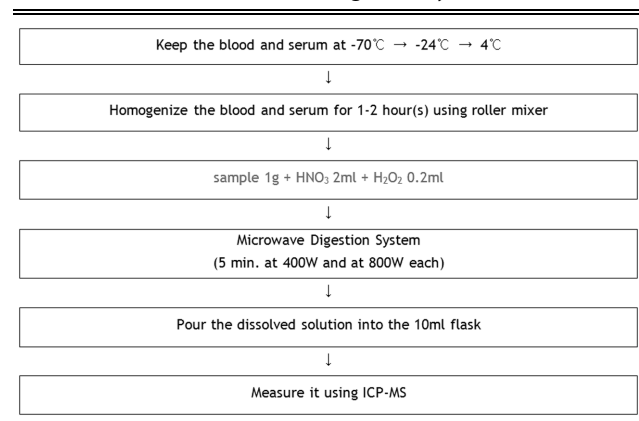 Keep the blood and serum at -70℃ → -24℃ → 4℃
↓
Homogenize the blood and serum for 1-2 hour(s) using roller mixer
↓
sample 1g + HNO₃ 2ml + H₂O₂ 0.2ml
↓
Microwave Digestion System
(5 min. at 400W and at 800W each)
↓
Pour the dissolved solution into the 10ml flask
↓
Measure it using ICP-MS